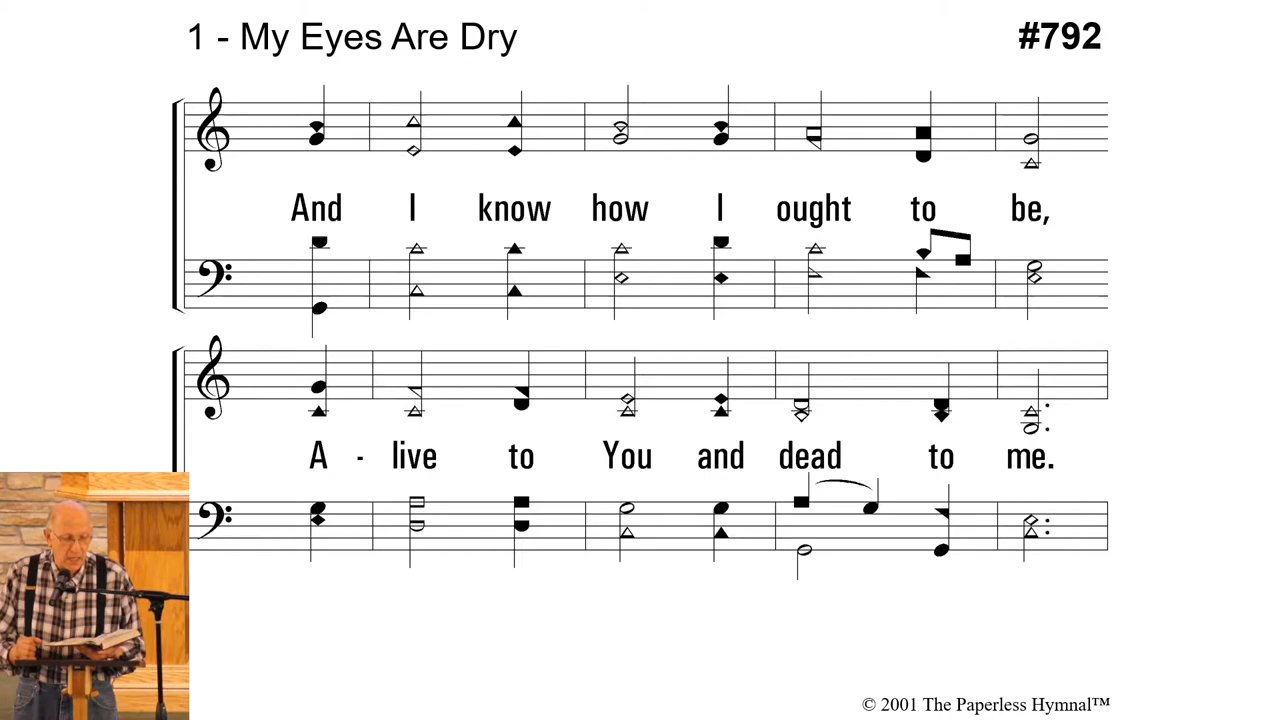 1 - My Eyes Are Dry
#792
And I know how I ought to be,
A - live to You and dead to me.
© 2001 The Paperless Hymnal™